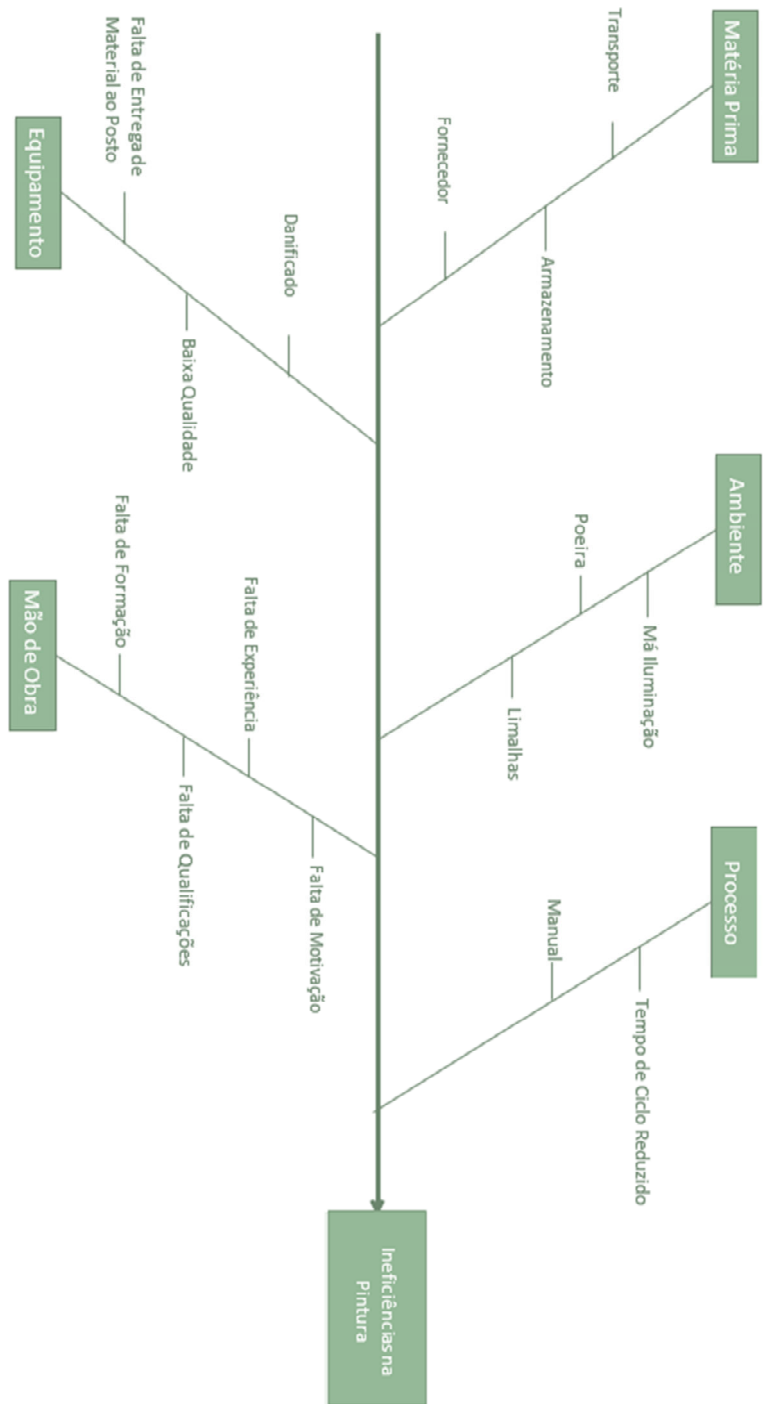 Matéria Prima
Transporte
Armazenamento
Fornecedor
Ambiente
Má Iluminação
Poeira
Limalhas
Processo
Tempo de Ciclo Reduzido
Manual
Equipamento
Falta de Entrega de
Material ao Posto
Baixa Qualidade
Danificado
Mão de Obra
Falta de Formação
Falta de Qualificações
Falta de Experiência
Falta de Motivação
Ineficiências na
Pintura